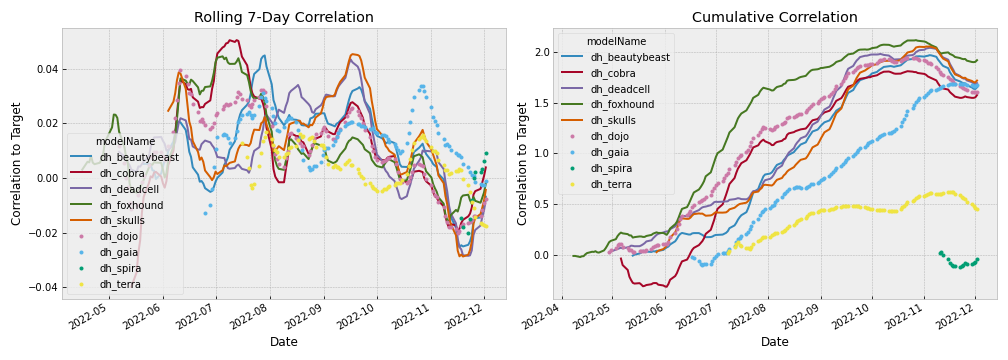 Rolling 7-Day Correlation
Correlation to Target
0.04
0.02
0.00
−0.02
−0.04
modelName
dh_beautybeast
dh_cobra
dh_deadcell
dh_foxhound
dh_skulls
dh_dojo
dh_gaia
dh_spira
dh_terra
2022-05
2022-06
2022-07
2022-08
2022-09
2022-10
2022-11
2022-12
Date
Cumulative Correlation
Correlation to Target
2.0
1.5
1.0
0.5
0.0
modelName
dh_beautybeast
dh_cobra
dh_deadcell
dh_foxhound
dh_skulls
dh_dojo
dh_gaia
dh_spira
dh_terra
2022-04
2022-05
2022-06
2022-07
2022-08
2022-09
2022-10
2022-11
2022-12
Date